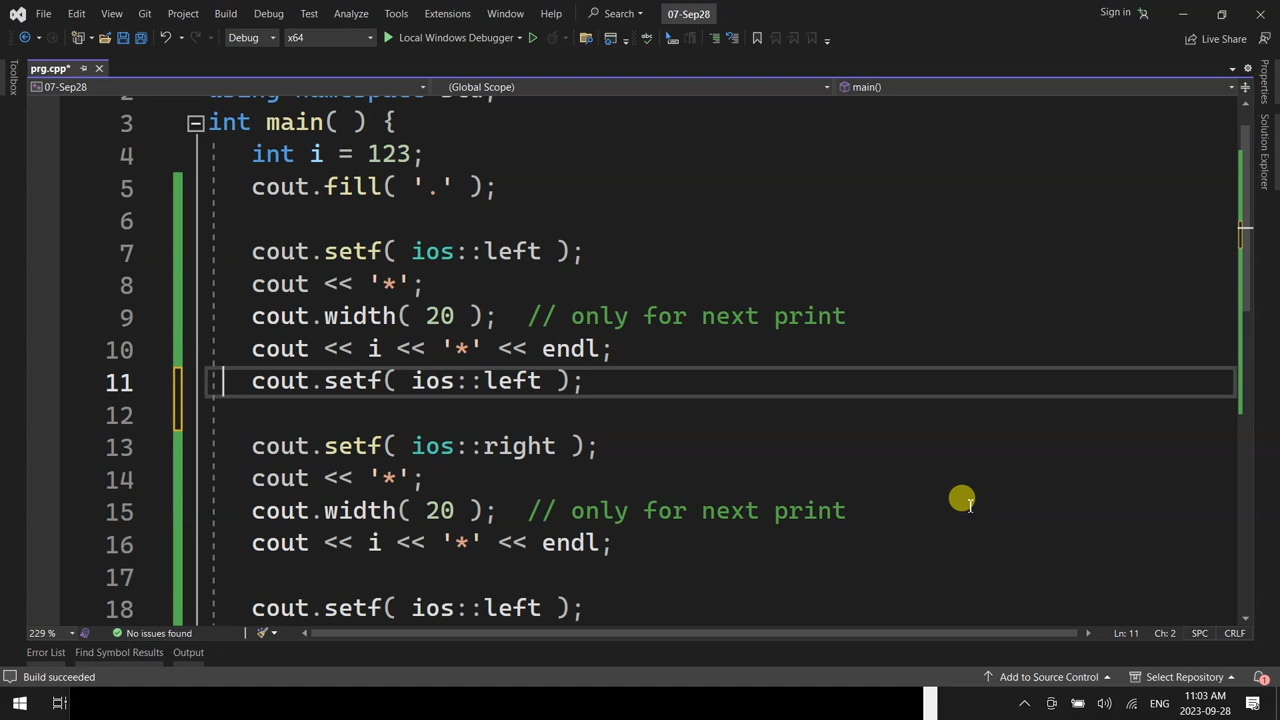 File Edit View Git Project Build Debug Test Analyze Tools Extensions Window Help Search 07-Sep28 Sign in
Debug x64 Local Windows Debugger Live Share
prg.cpp*
07-Sep28 (Global Scope) main()
Toolbox
Properties
Solution Explorer
2 using namespace std;
3 int main( ) {
4 int i = 123;
5 cout.fill( '.' );
6
7 cout.setf( ios::left );
8 cout << '*';
9 cout.width( 20 ); // only for next print
10 cout << i << '*' << endl;
11 cout.setf( ios::left );
12
13 cout.setf( ios::right );
14 cout << '*';
15 cout.width( 20 ); // only for next print
16 cout << i << '*' << endl;
17
18 cout.setf( ios::left );
229 % No issues found Ln: 11 Ch: 2 SPC CRLF
Error List Find Symbol Results Output
Build succeeded Add to Source Control Select Repository 1
ENG 11:03 AM
2023-09-28